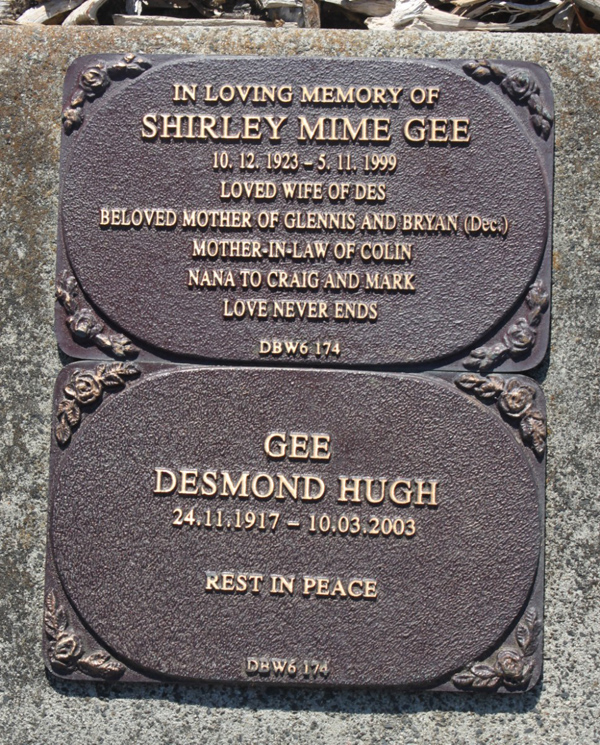 IN LOVING MEMORY OF
SHIRLEY MIME GEE
10. 12. 1923 – 5. 11. 1999
LOVED WIFE OF DES
BELOVED MOTHER OF GLENNIS AND BRYAN (Dec.)
MOTHER-IN-LAW OF COLIN
NANA TO CRAIG AND MARK
LOVE NEVER ENDS
DBW6 174
GEE
DESMOND HUGH
24.11.1917 – 10.03.2003
REST IN PEACE
DBW6 174